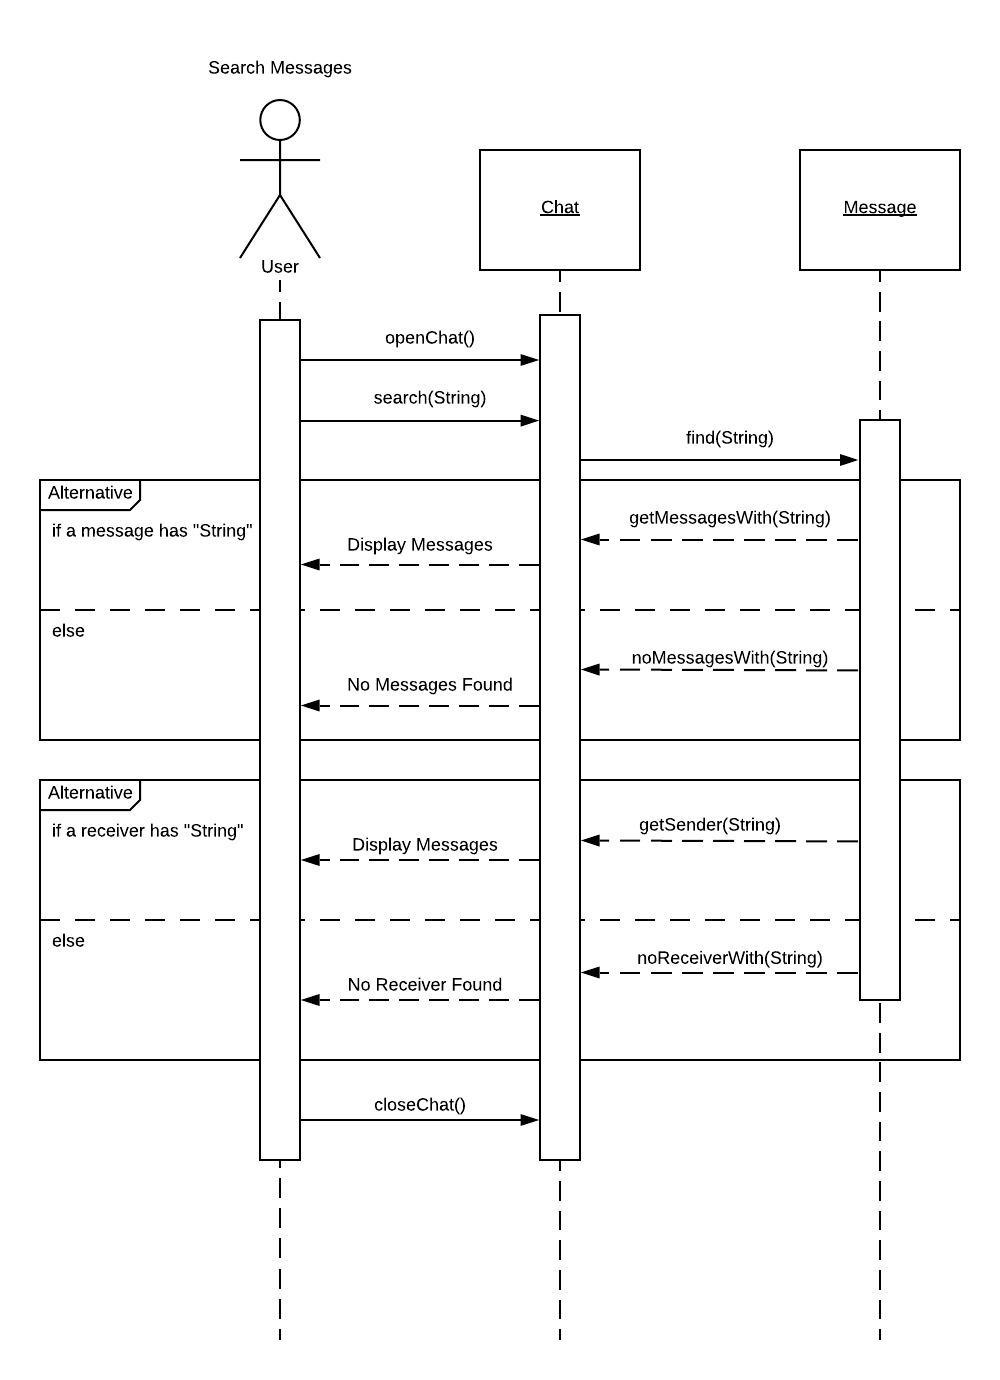 Search Messages
User
Chat
Message
openChat()
search(String)
find(String)
Alternative
if a message has "String"
getMessagesWith(String)
Display Messages
else
noMessagesWith(String)
No Messages Found
Alternative
if a receiver has "String"
getSender(String)
Display Messages
else
noReceiverWith(String)
No Receiver Found
closeChat()